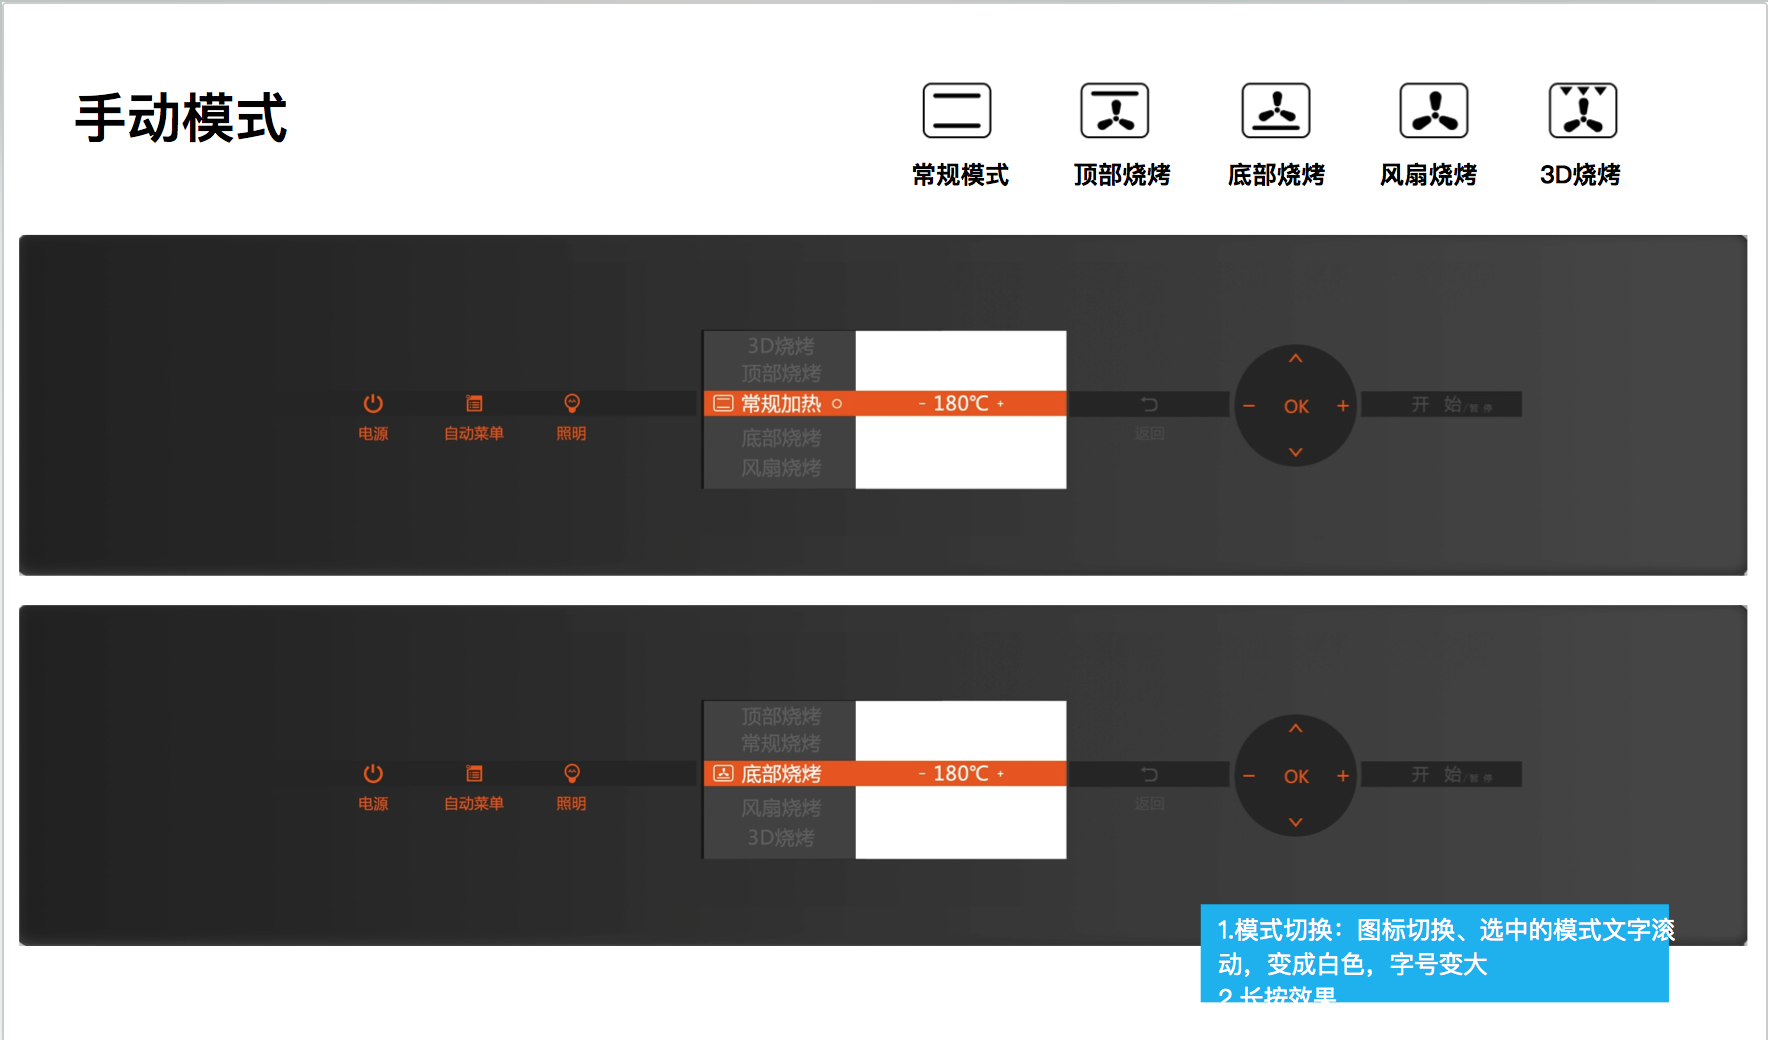 手动模式
常规模式 顶部烧烤 底部烧烤 风扇烧烤 3D烧烤
3D烧烤
顶部烧烤
常规加热 - 180℃ +
底部烧烤
风扇烧烤
电源 自动菜单 照明
返回
OK
- +
开 始/暂停
顶部烧烤
常规烧烤
底部烧烤 - 180℃ +
风扇烧烤
3D烧烤
电源 自动菜单 照明
返回
OK
- +
开 始/暂停
1.模式切换：图标切换、选中的模式文字滚
动，变成白色，字号变大
2.长按效果